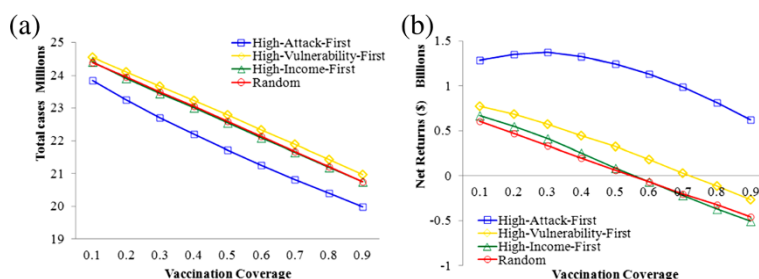 (a)
Total cases Millions
25
24
23
22
21
20
19
High-Attack-First
High-Vulnerability-First
High-Income-First
Random
0.1 0.2 0.3 0.4 0.5 0.6 0.7 0.8 0.9
Vaccination Coverage
(b)
Net Returns ($) Billions
1.5
1
0.5
0
-0.5
-1
0.1 0.2 0.3 0.4 0.5 0.6 0.7 0.8 0.9
High-Attack-First
High-Vulnerability-First
High-Income-First
Random
Vaccination Coverage